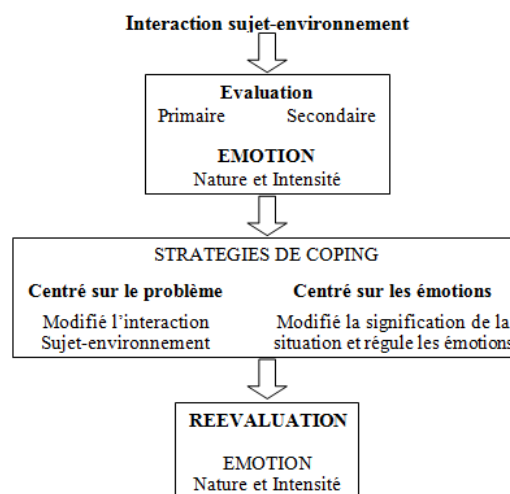 Interaction sujet-environnement
Evaluation
Primaire Secondaire
EMOTION
Nature et Intensité
STRATEGIES DE COPING
Centré sur le problème Centré sur les émotions
Modifié l’interaction Modifié la signification de la
Sujet-environnement situation et régule les émotions
REEVALUATION
EMOTION
Nature et Intensité